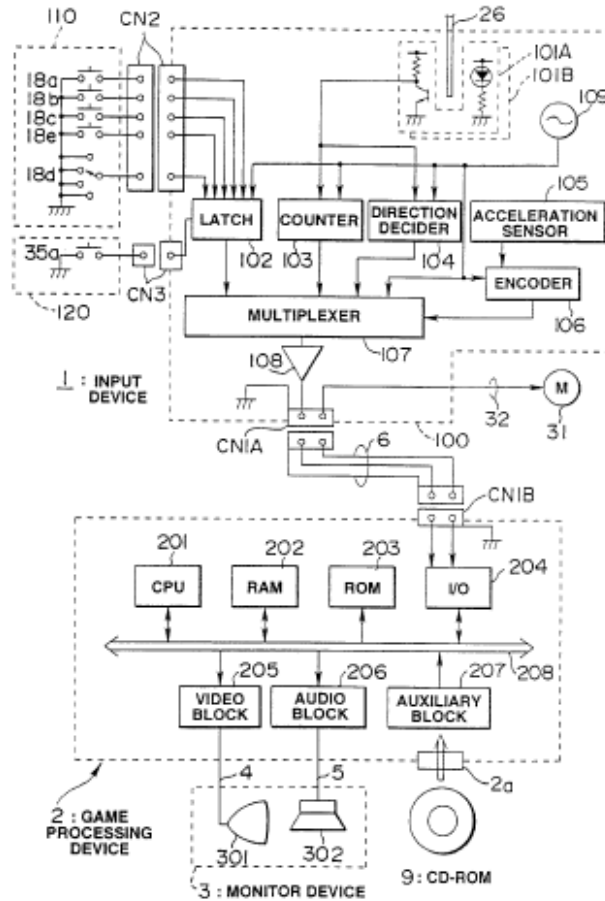 110
CN2
26
101A
101B
109
18a
18b
18c
18e
18d
35a
120
CN3
LATCH
102
COUNTER
103
DIRECTION
DECIDER
104
105
ACCELERATION
SENSOR
ENCODER
106
MULTIPLEXER
107
108
1 : INPUT
DEVICE
CN1A
100
32
M
31
6
CN1B
201
CPU
202
RAM
203
ROM
204
I/O
208
205
VIDEO
BLOCK
206
AUDIO
BLOCK
207
AUXILIARY
BLOCK
2a
4
5
2 : GAME
PROCESSING
DEVICE
301
302
3 : MONITOR DEVICE
9 : CD-ROM